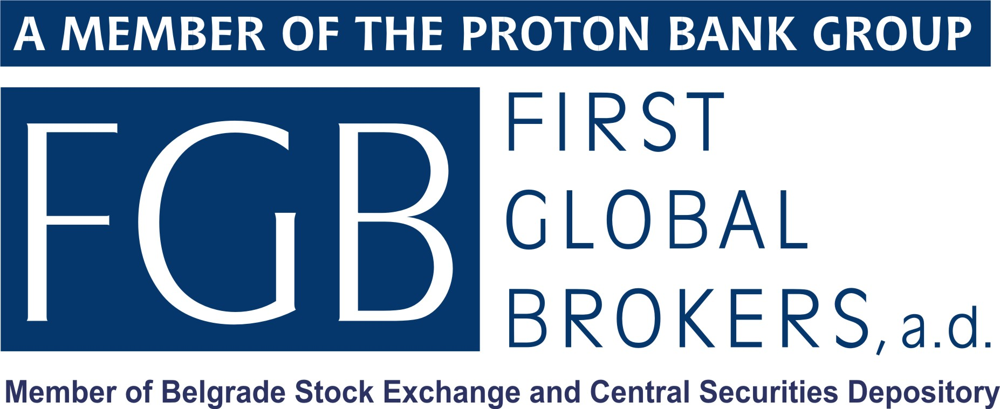 A MEMBER OF THE PROTON BANK GROUP
FGB
FIRST
GLOBAL
BROKERS, a.d.
Member of Belgrade Stock Exchange and Central Securities Depository